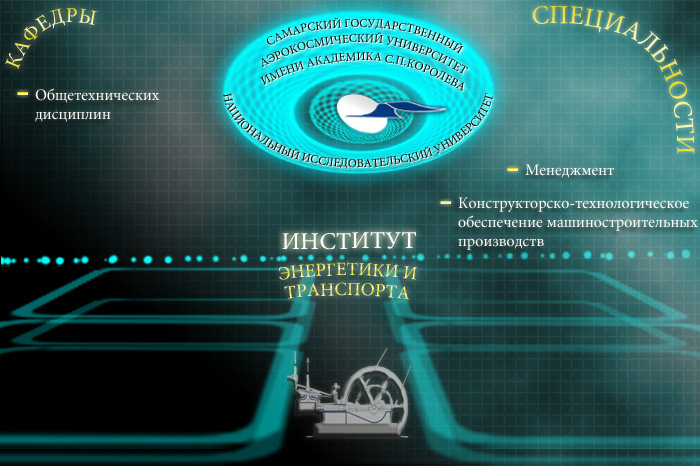 КАФЕДРЫ
Общетехнических
дисциплин
САМАРСКИЙ ГОСУДАРСТВЕННЫЙ
АЭРОКОСМИЧЕСКИЙ УНИВЕРСИТЕТ
ИМЕНИ АКАДЕМИКА С.П.КОРОЛЕВА
НАЦИОНАЛЬНЫЙ ИССЛЕДОВАТЕЛЬСКИЙ УНИВЕРСИТЕТ
СПЕЦИАЛЬНОСТИ
Менеджмент
Конструкторско-технологическое
обеспечение машиностроительных
производств
ИНСТИТУТ
ЭНЕРГЕТИКИ И
ТРАНСПОРТА